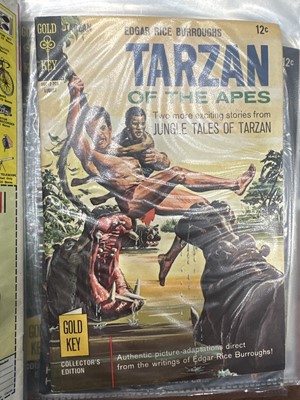 GOLD
KEY
EDGAR RICE BURROUGHS'
12¢
TARZAN
OF THE APES
Two more exciting stories from
JUNGLE TALES OF TARZAN
GOLD
KEY
COLLECTOR'S
EDITION
Authentic picture-adaptations direct
from the writings of Edgar Rice Burroughs!